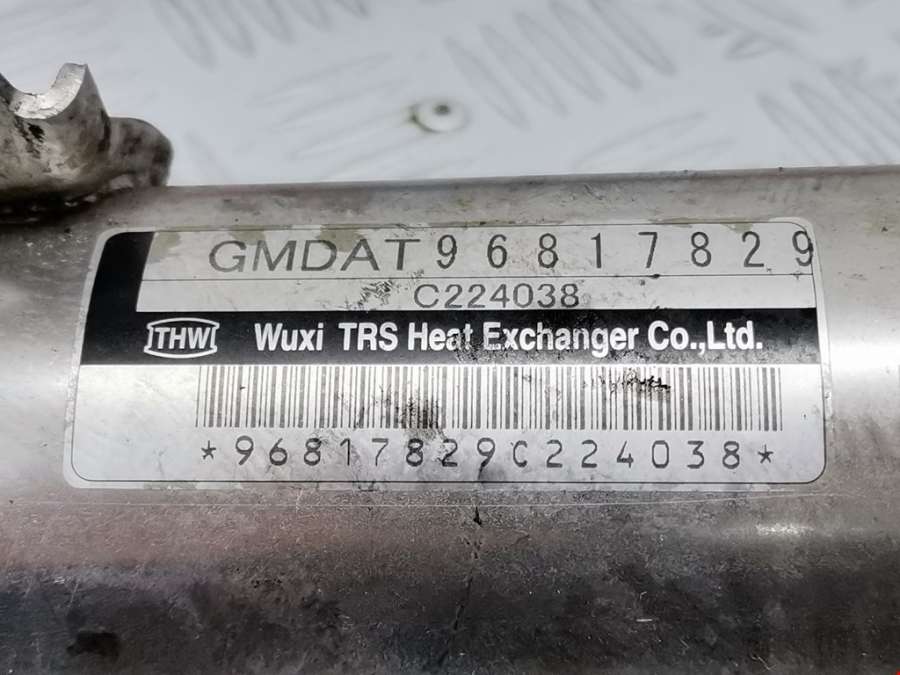 GMDAT 96817829
C224038
THW Wuxi TRS Heat Exchanger Co.,Ltd.
*96817829C224038*